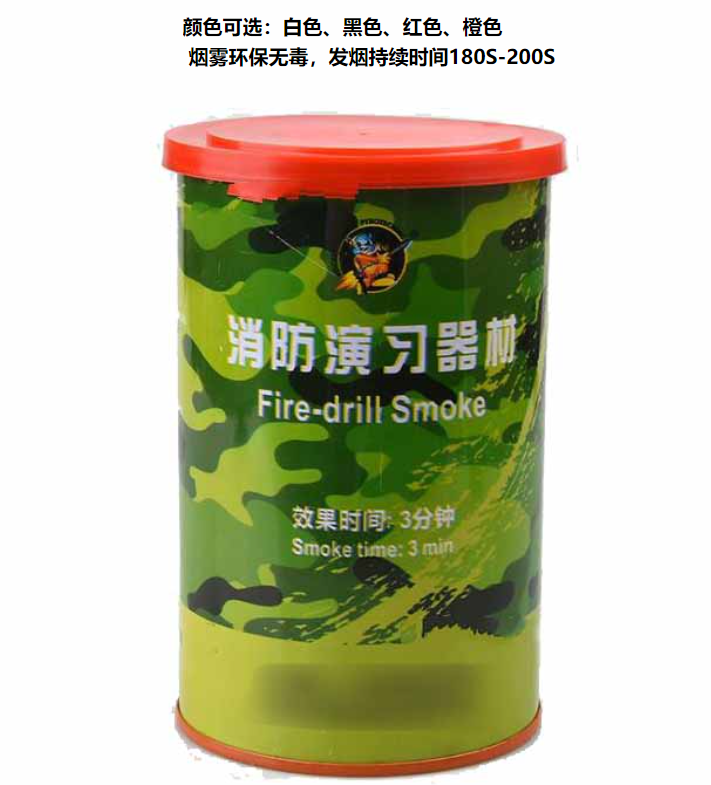 颜色可选：白色、黑色、红色、橙色
烟雾环保无毒，发烟持续时间180S-200S
消防演习器材
Fire-drill Smoke
效果时间: 3分钟
Smoke time: 3 min